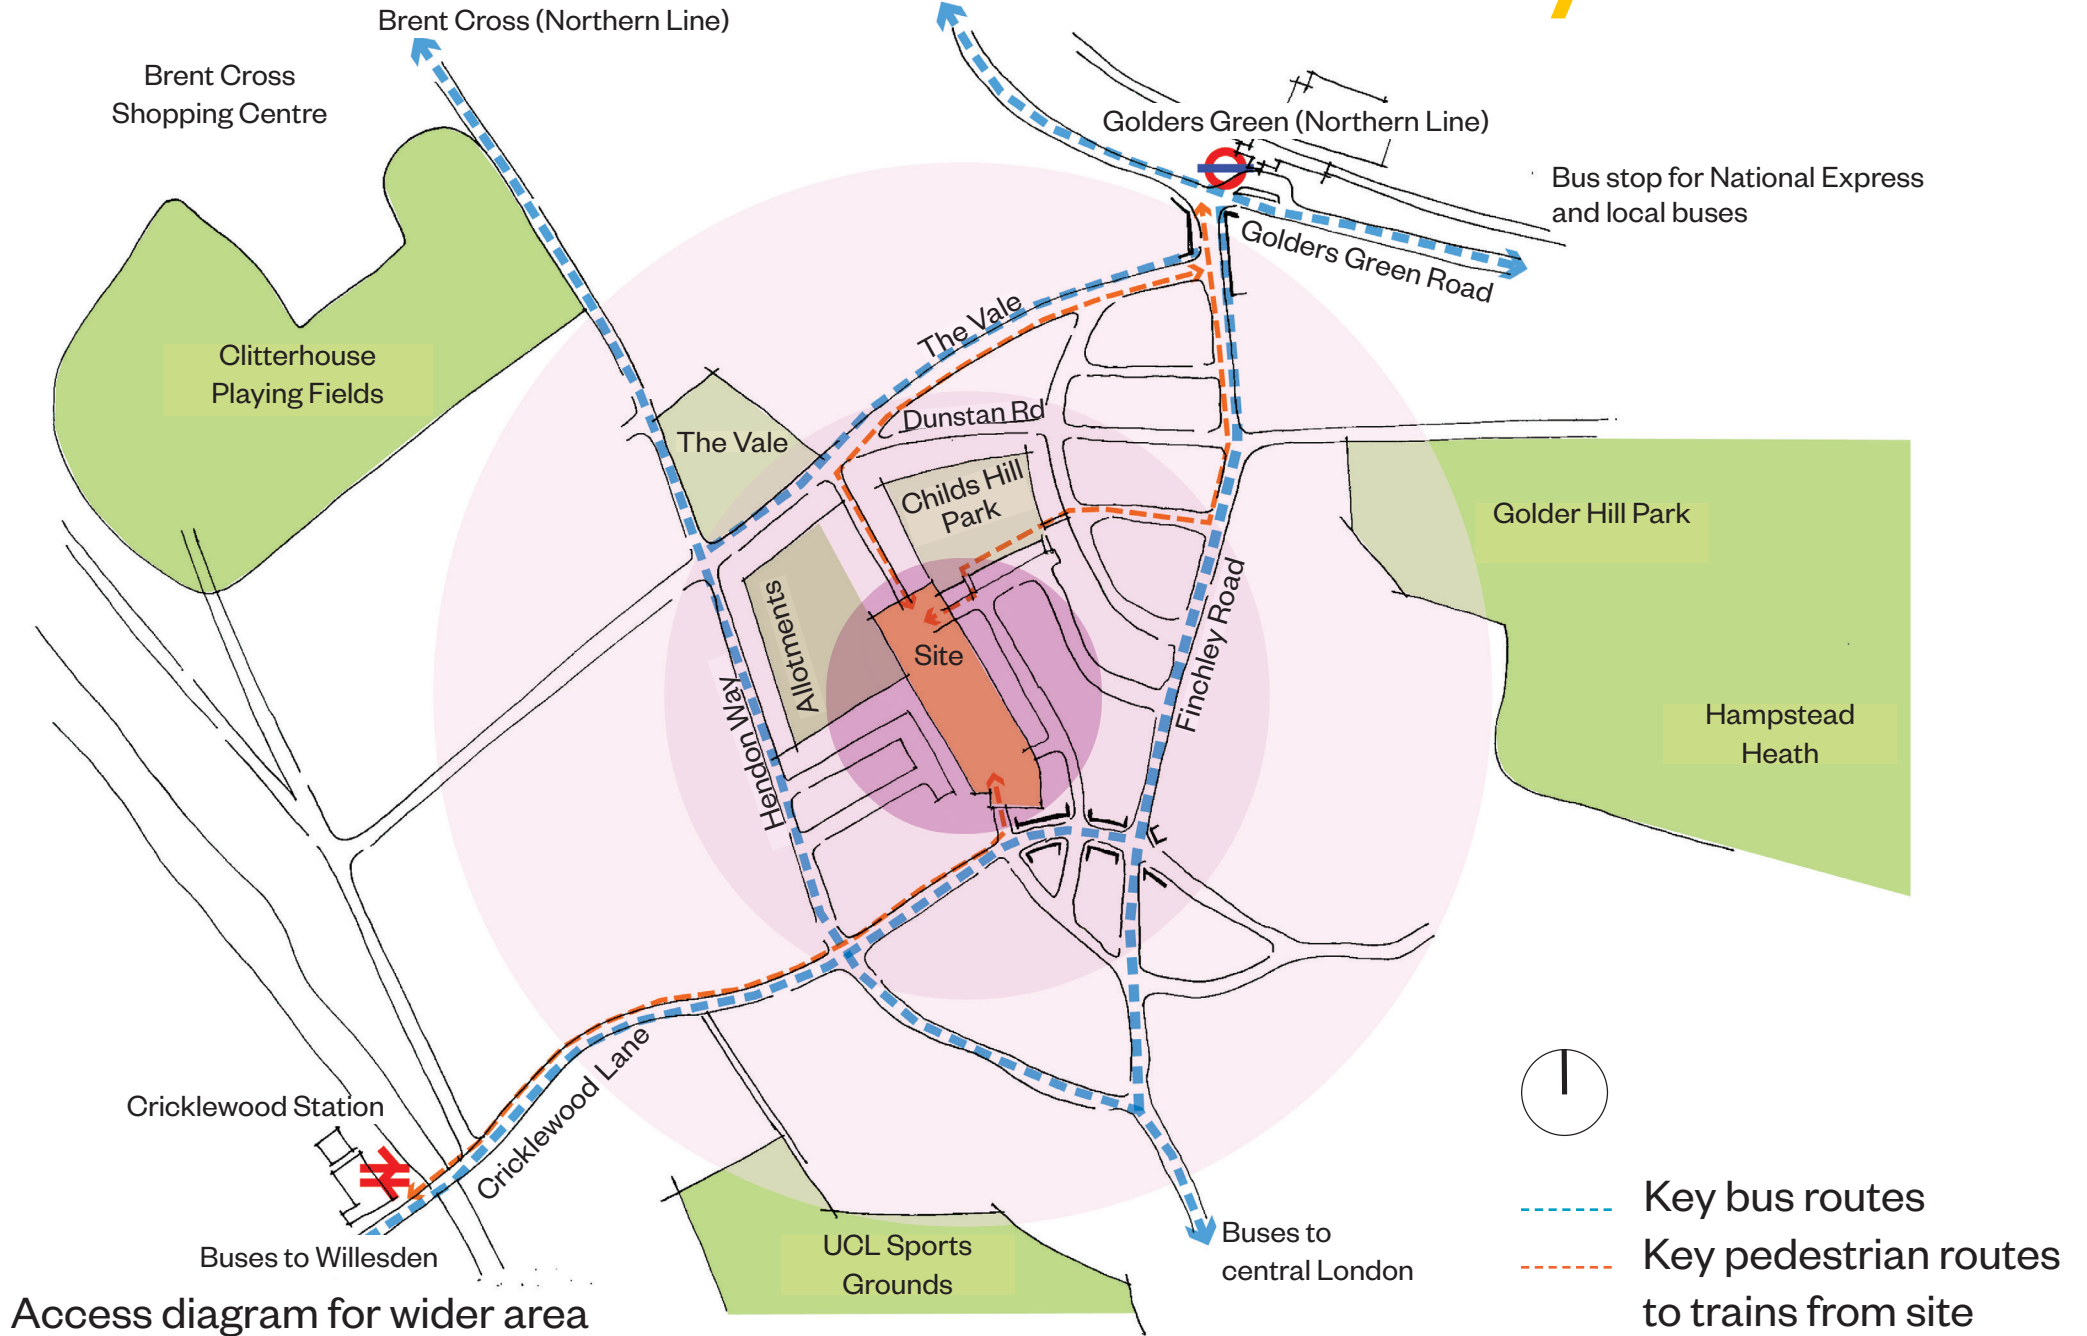 Brent Cross (Northern Line)
Brent Cross
Shopping Centre
Golders Green (Northern Line)
Bus stop for National Express
and local buses
Golders Green Road
The Vale
Clitterhouse
Playing Fields
Dunstan Rd
The Vale
Childs Hill
Park
Golder Hill Park
Allotments
Site
Finchley Road
Hendon Way
Hampstead
Heath
Cricklewood Lane
Cricklewood Station
Buses to Willesden
UCL Sports
Grounds
Buses to
central London
Key bus routes
Key pedestrian routes
to trains from site
Access diagram for wider area